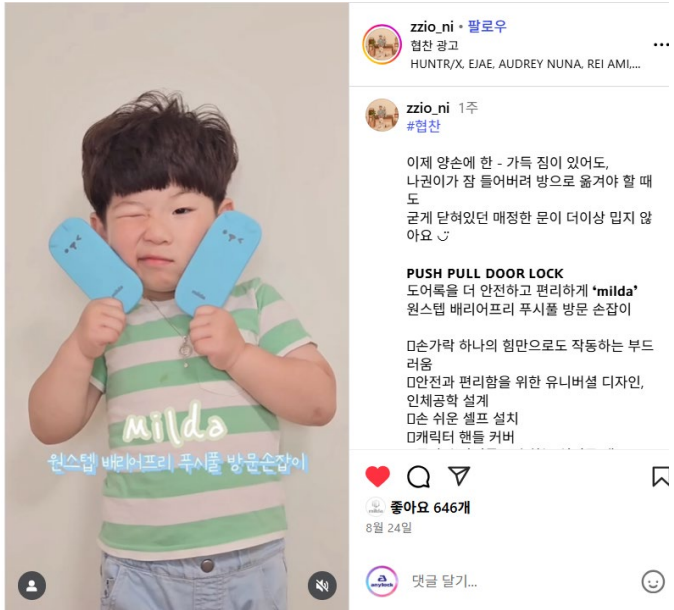 milda
원스텝 배리어프리 푸시풀 방문손잡이
zzio_ni • 팔로우
협찬 광고
HUNTR/X, EJAE, AUDREY NUNA, REI AMI,...
zzio_ni 1주
#협찬
이제 양손에 한 - 가득 짐이 있어도,
나권이가 잠 들어버려 방으로 옮겨야 할 때
도
굳게 닫혀있던 매정한 문이 더이상 밉지 않
아요 ◡̈
PUSH PULL DOOR LOCK
도어록을 더 안전하고 편리하게 ‘milda’
원스텝 배리어프리 푸시풀 방문 손잡이
▯손가락 하나의 힘만으로도 작동하는 부드
러움
▯안전과 편리함을 위한 유니버셜 디자인,
인체공학 설계
▯손 쉬운 셀프 설치
▯캐릭터 핸들 커버
좋아요 646개
8월 24일
anylock
댓글 달기...